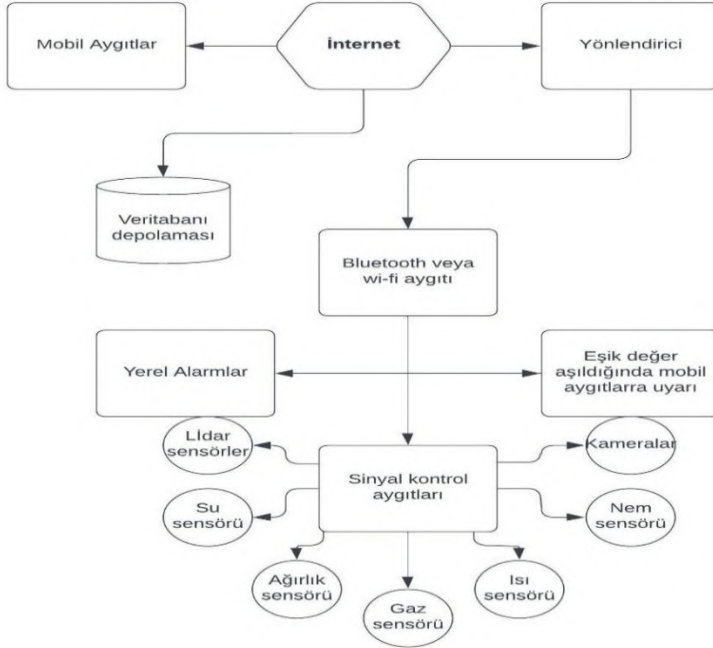 Mobil Aygıtlar
İnternet
Yönlendirici
Veritabanı
depolaması
Bluetooth veya
wi-fi aygıtı
Yerel Alarmlar
Eşik değer
aşıldığında mobil
aygıtlarra uyarı
Lİdar
sensörler
Kameralar
Sinyal kontrol
aygıtları
Su
sensörü
Nem
sensörü
Ağırlık
sensörü
Gaz
sensörü
Isı
sensörü